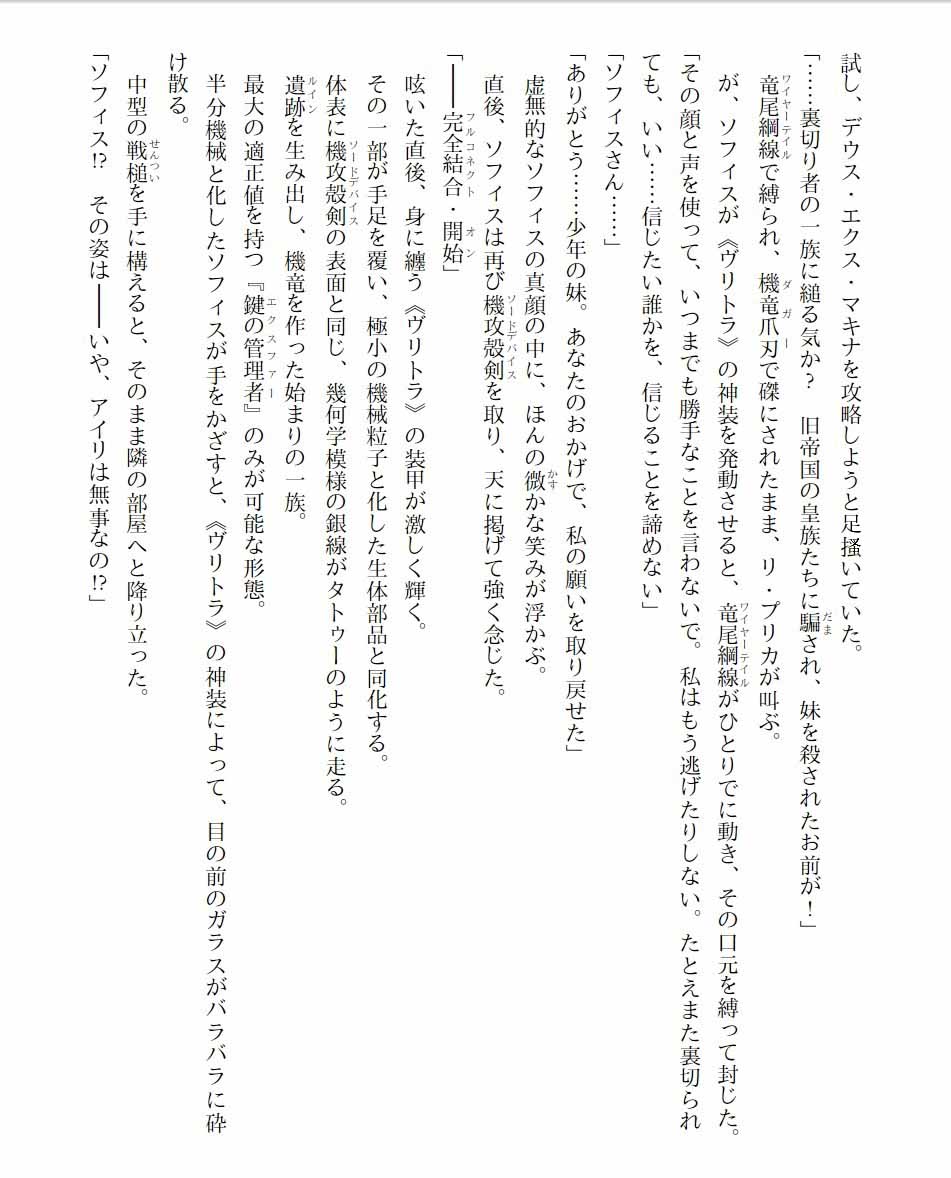 試し、デウス・エクス・マキナを攻略しようと足掻いていた。
「……裏切り者の一族に縋る気か？　旧帝国の皇族たちに騙され、妹を殺されたお前が！」
竜尾鋼線で縛られ、機竜爪刃で磔にされたまま、リ・プリカが叫ぶ。
が、ソフィスが《ヴリトラ》の神装を発動させると、竜尾鋼線がひとりでに動き、その口元を縛って封じた。
「その顔と声を使って、いつまでも勝手なことを言わないで。私はもう逃げたりしない。たとえまた裏切られ
ても、いい……信じたい誰かを、信じることを諦めない」
「ソフィスさん……」
「ありがとう……少年の妹。あなたのおかげで、私の願いを取り戻せた」
虚無的なソフィスの真顔の中に、ほんの微かな笑みが浮かぶ。
直後、ソフィスは再び機攻殻剣を取り、天に掲げて強く念じた。
「――完全結合・開始」
呟いた直後、身に纏う《ヴリトラ》の装甲が激しく輝く。
その一部が手足を覆い、極小の機械粒子と化した生体部品と同化する。
体表に機攻殻剣の表面と同じ、幾何学模様の銀線がタトゥーのように走る。
遺跡を生み出し、機竜を作った始まりの一族。
最大の適正値を持つ『鍵の管理者』のみが可能な形態。
半分機械と化したソフィスが手をかざすと、《ヴリトラ》の神装によって、目の前のガラスがバラバラに砕
け散る。
中型の戦槌を手に構えると、そのまま隣の部屋へと降り立った。
「ソフィス!?　その姿は――いや、アイリは無事なの!?」